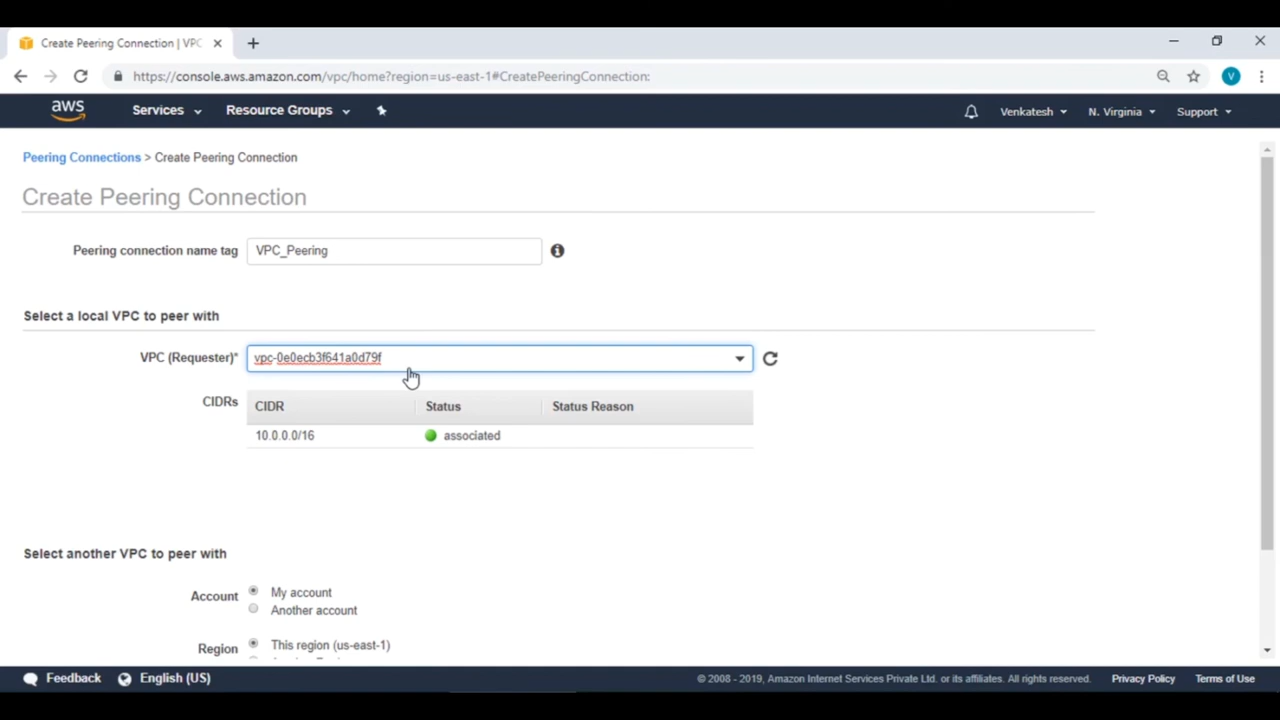 Create Peering Connection | VPC
https://console.aws.amazon.com/vpc/home?region=us-east-1#CreatePeeringConnection:
V
aws
Services
Resource Groups
Venkatesh
N. Virginia
Support
Peering Connections > Create Peering Connection
Create Peering Connection
Peering connection name tag
VPC_Peering
Select a local VPC to peer with
VPC (Requester)*
vpc-0e0ecb3f641a0d79f
CIDRs
CIDR Status Status Reason
10.0.0.0/16 associated
Select another VPC to peer with
Account
My account
Another account
Region
This region (us-east-1)
Feedback
English (US)
© 2008 - 2019, Amazon Internet Services Private Ltd. or its affiliates. All rights reserved.
Privacy Policy
Terms of Use